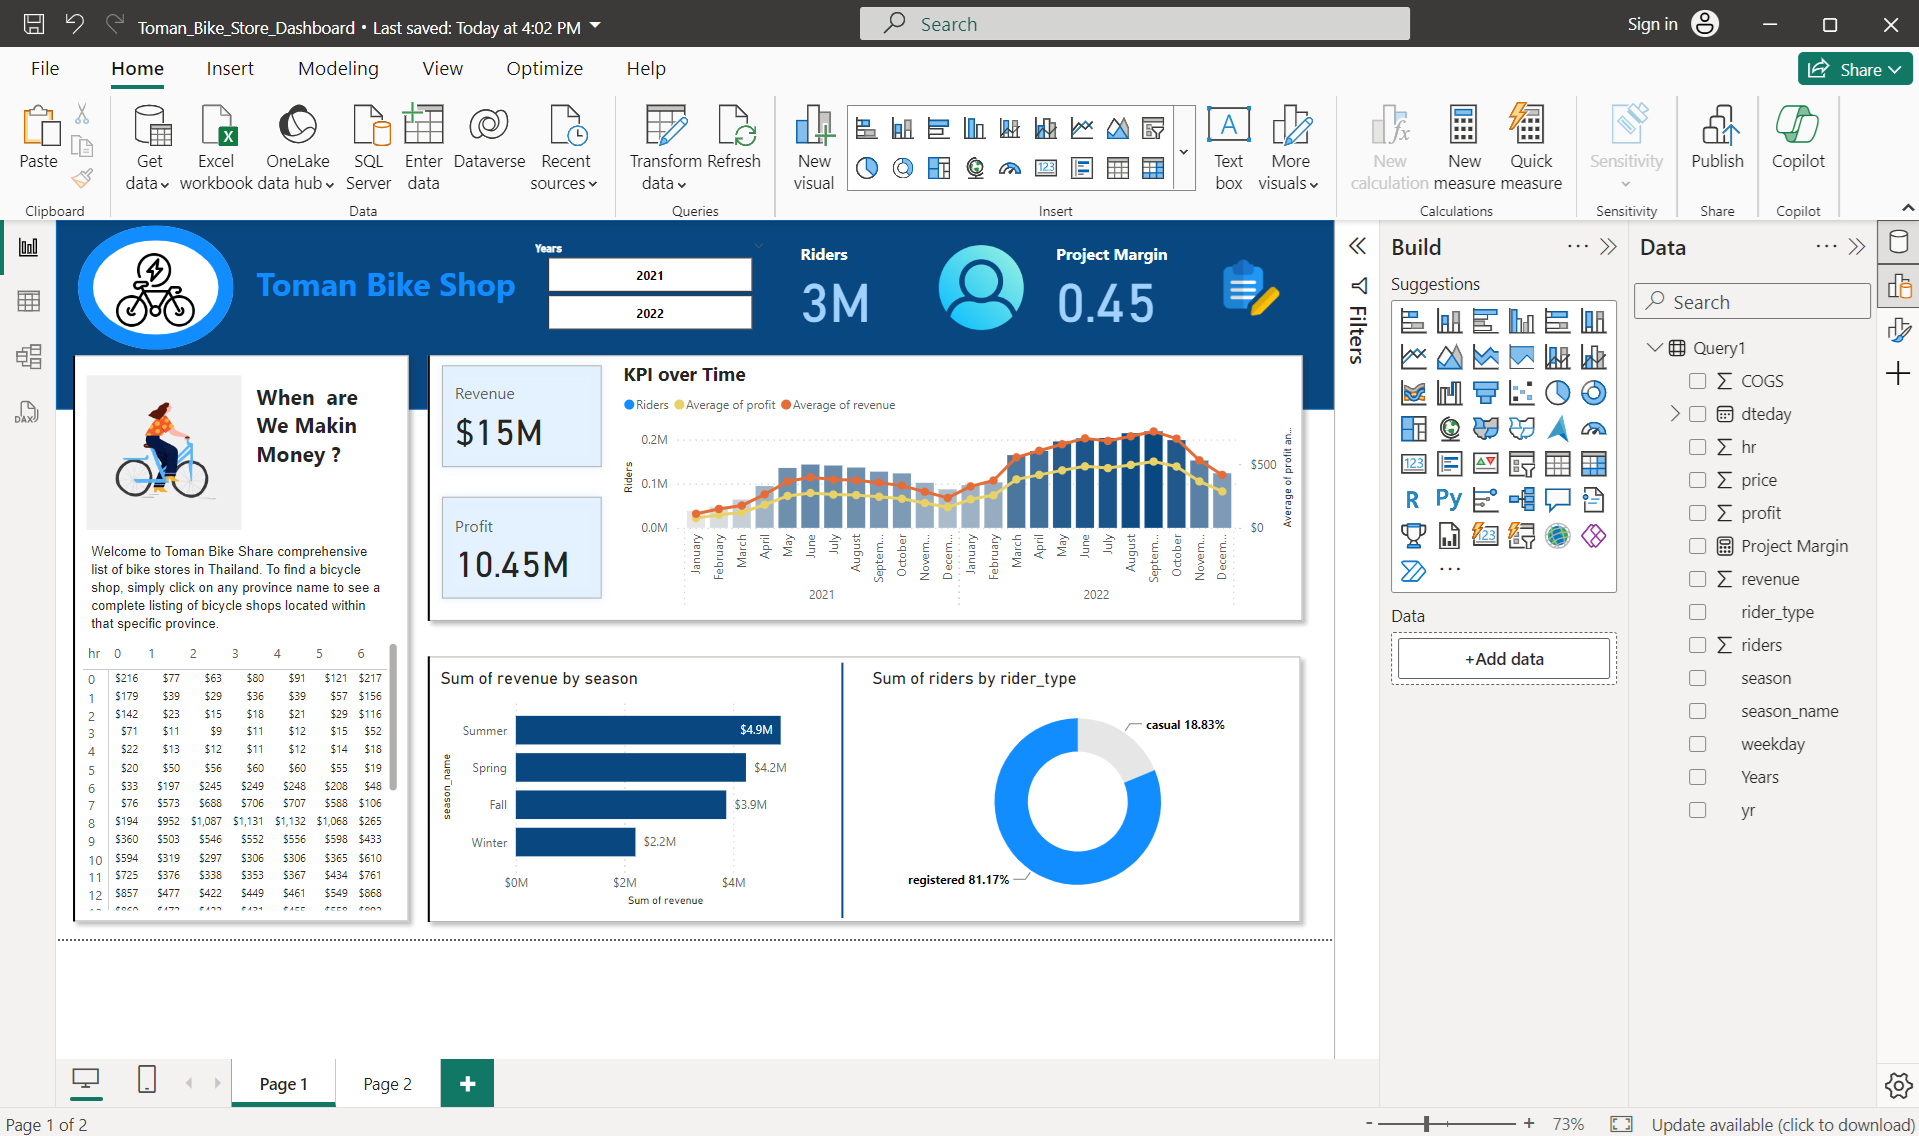 Toman_Bike_Store_Dashboard • Last saved: Today at 4:02 PM
Search
Sign in
File Home Insert Modeling View Optimize Help
Share
Paste
Get data
Excel workbook
OneLake data hub
SQL Server
Enter data
Dataverse
Recent sources
Transform data
Refresh
New visual
Text box
More visuals
New calculation
New measure
Quick measure
Sensitivity
Publish
Copilot
Clipboard Data Queries Insert Calculations Sensitivity Share Copilot
Toman Bike Shop
Years
2021
2022
Riders
3M
Project Margin
0.45
When are
We Makin
Money ?
Welcome to Toman Bike Share comprehensive
list of bike stores in Thailand. To find a bicycle
shop, simply click on any province name to see a
complete listing of bicycle shops located within
that specific province.
hr 0 1 2 3 4 5 6
0 $216 $77 $63 $80 $91 $121 $217
1 $179 $39 $29 $36 $39 $57 $156
2 $142 $23 $15 $18 $21 $29 $116
3 $71 $11 $9 $11 $12 $15 $52
4 $22 $13 $12 $11 $12 $14 $18
5 $20 $50 $56 $60 $60 $55 $19
6 $33 $197 $245 $249 $248 $208 $48
7 $76 $573 $688 $706 $707 $588 $106
8 $194 $952 $1,087 $1,131 $1,132 $1,068 $265
9 $360 $503 $546 $552 $556 $598 $433
10 $594 $319 $297 $306 $306 $365 $610
11 $725 $376 $338 $353 $367 $434 $761
12 $857 $477 $422 $449 $461 $549 $868
Revenue
$15M
Profit
10.45M
KPI over Time
Riders Average of profit Average of revenue
Riders
0.2M
0.1M
0.0M
$500
$0
Average of profit an...
January February March April May June July August Septem... October Novem... Decem... January February March April May June July August Septem... October Novem... Decem...
2021 2022
Sum of revenue by season
season_name
Summer $4.9M
Spring $4.2M
Fall $3.9M
Winter $2.2M
$0M $2M $4M
Sum of revenue
Sum of riders by rider_type
casual 18.83%
registered 81.17%
Filters
Build
Suggestions
123
R Py
123
Data
+Add data
Data
Search
Query1
COGS
dteday
hr
price
profit
Project Margin
revenue
rider_type
riders
season
season_name
weekday
Years
yr
DAX
Page 1 Page 2 +
Page 1 of 2
- + 73%
Update available (click to download)